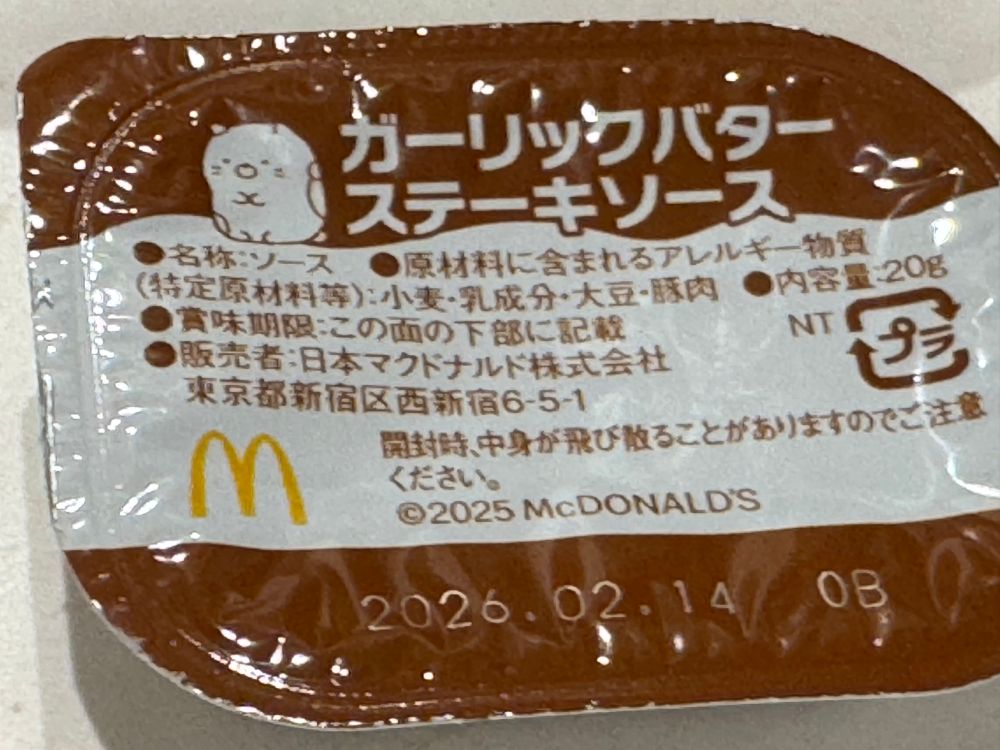 ガーリックバター
ステーキソース
●名称:ソース ●原材料に含まれるアレルギー物質
(特定原材料等):小麦・乳成分・大豆・豚肉 ●内容量:20g
●賞味期限:この面の下部に記載
●販売者:日本マクドナルド株式会社
東京都新宿区西新宿6-5-1
NT プラ
開封時、中身が飛び散ることがありますのでご注意
ください。
©2025 McDONALD'S
2026.02.14 0B